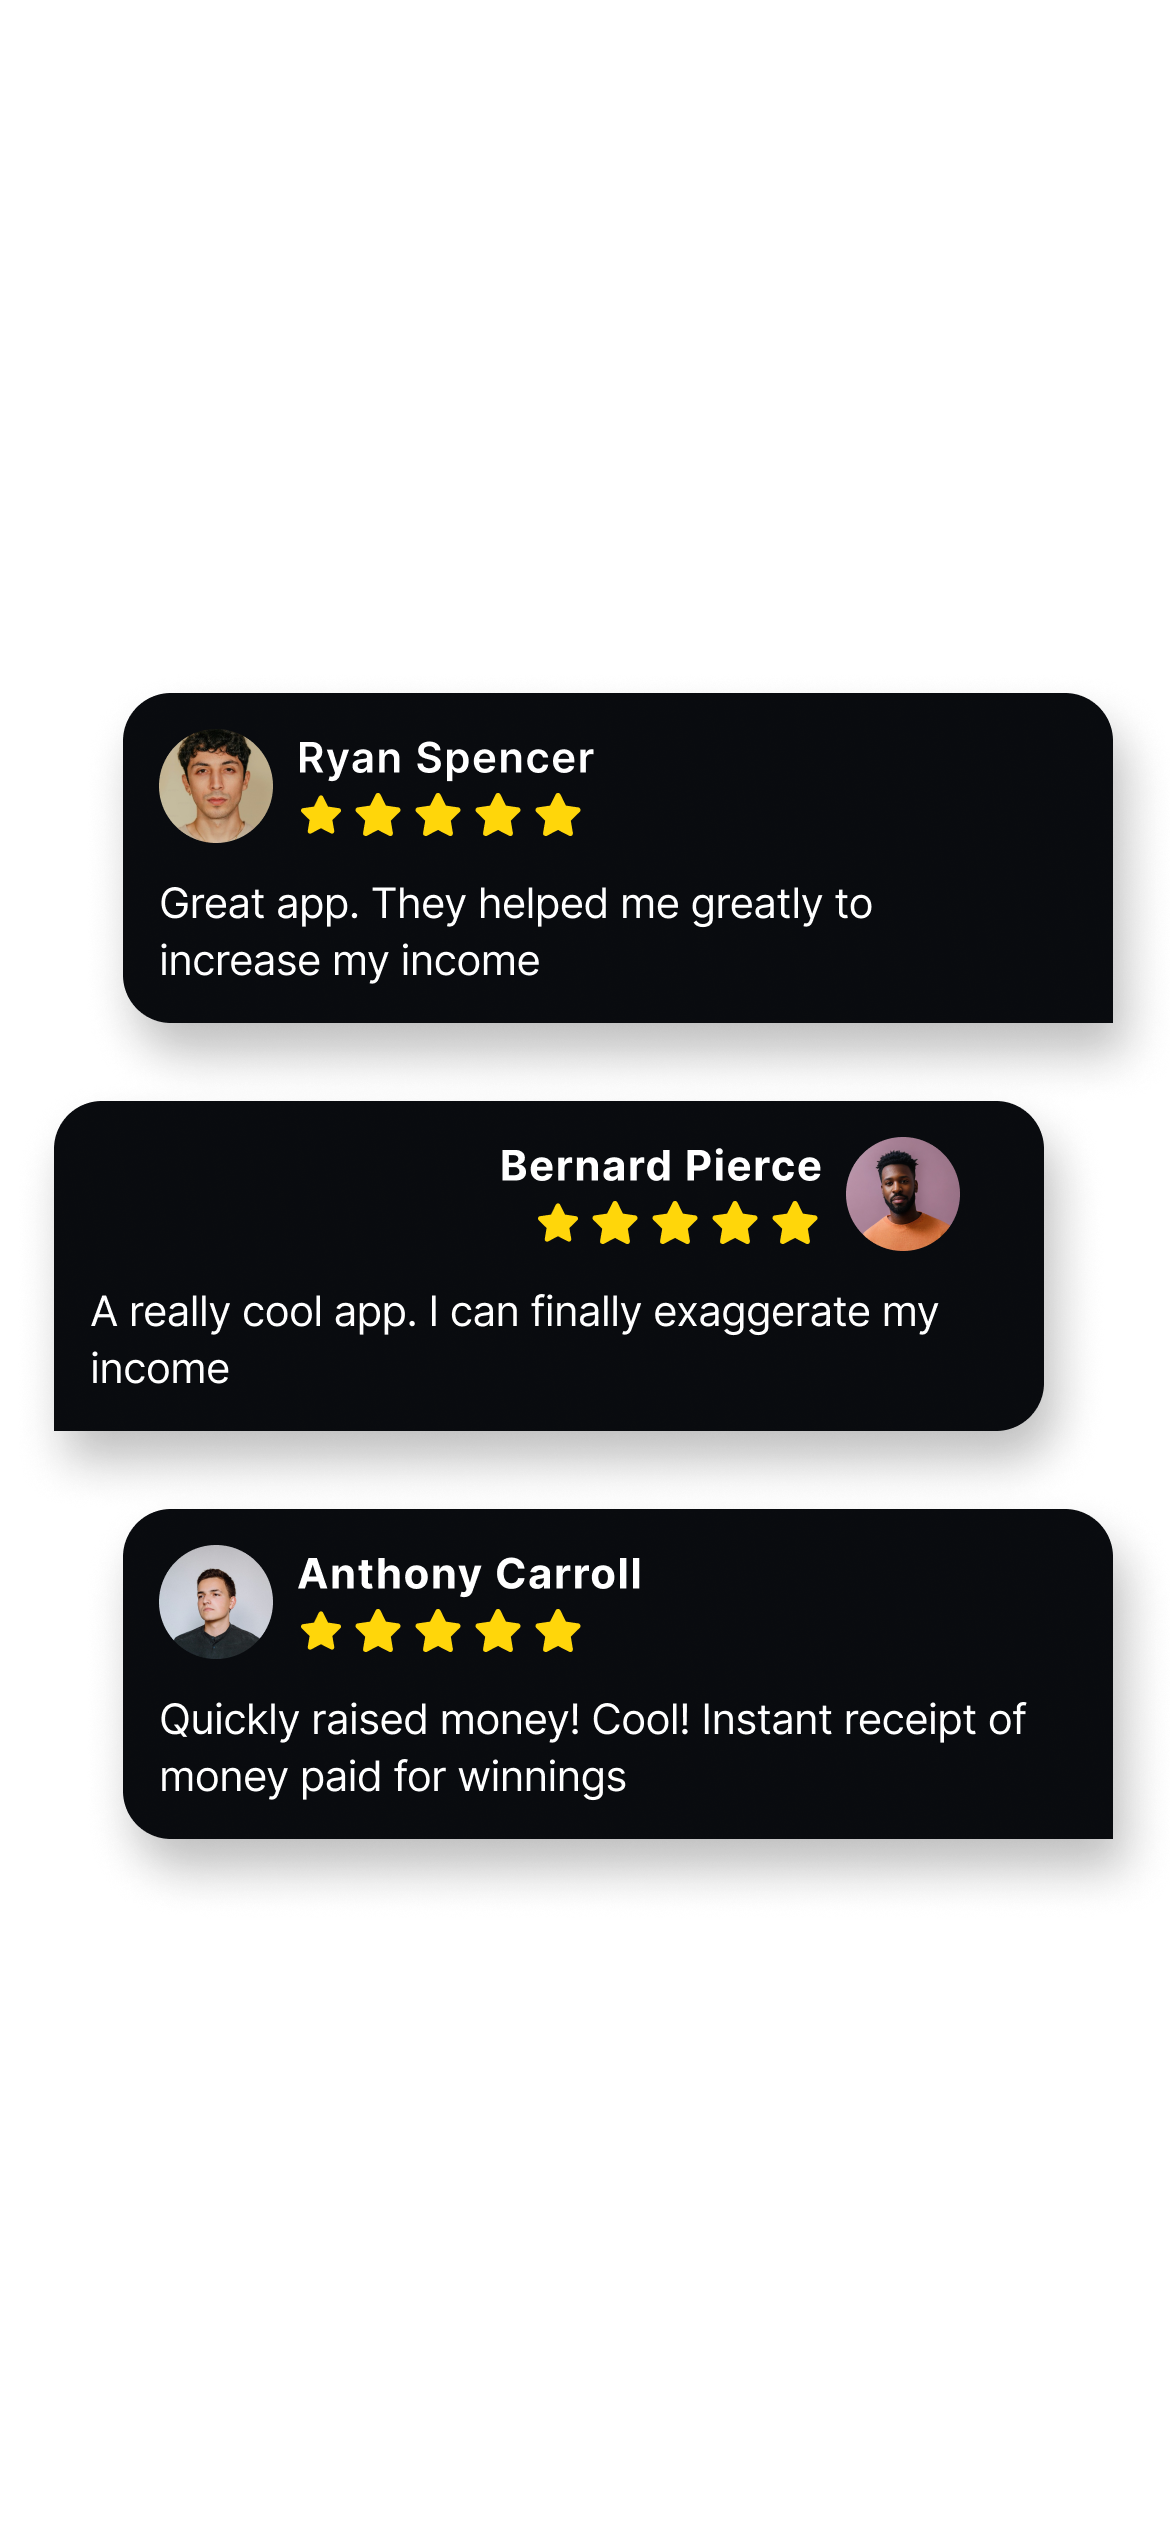 Ryan Spencer
Great app. They helped me greatly to
increase my income
Bernard Pierce
A really cool app. I can finally exaggerate my
income
Anthony Carroll
Quickly raised money! Cool! Instant receipt of
money paid for winnings